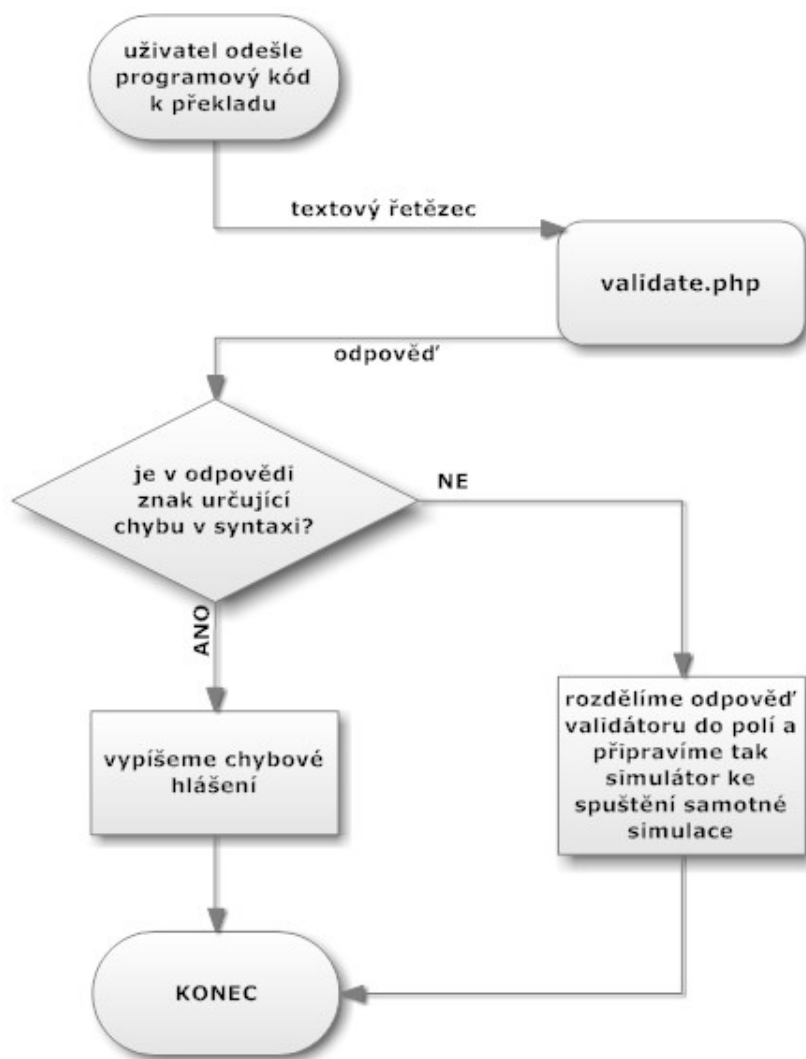 uživatel odešle
programový kód
k překladu
textový řetězec
validate.php
odpověď
je v odpovědi
znak určující
chybu v syntaxi?
NE
ANO
rozdělíme odpověď
validátoru do polí a
připravíme tak
simulátor ke
spuštění samotné
simulace
vypíšeme chybové
hlášení
KONEC